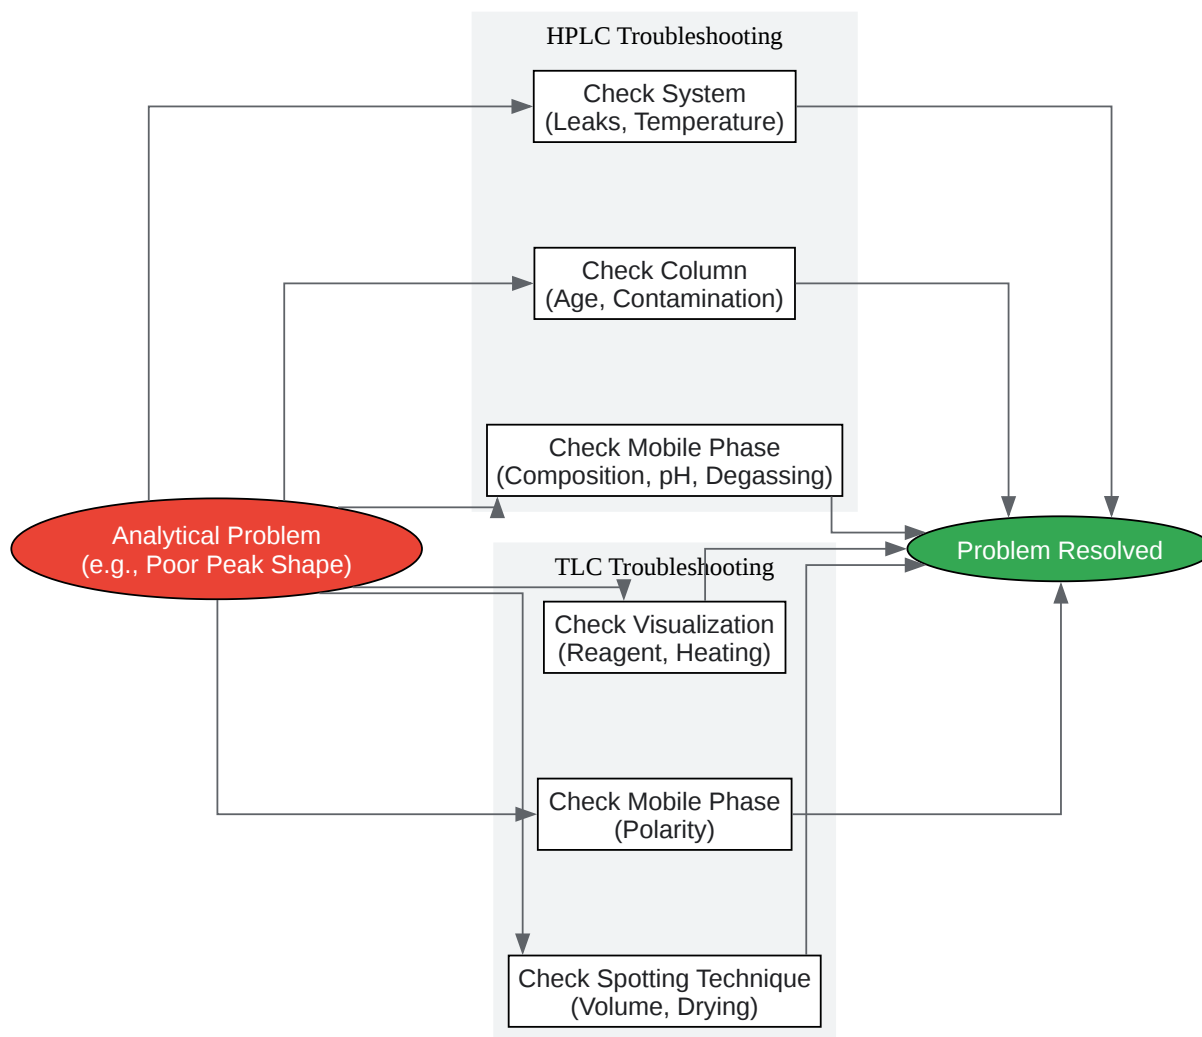 HPLC Troubleshooting
Check System
(Leaks, Temperature)
Check Column
(Age, Contamination)
Check Mobile Phase
(Composition, pH, Degassing)
Analytical Problem
(e.g., Poor Peak Shape)
Problem Resolved
TLC Troubleshooting
Check Visualization
(Reagent, Heating)
Check Mobile Phase
(Polarity)
Check Spotting Technique
(Volume, Drying)